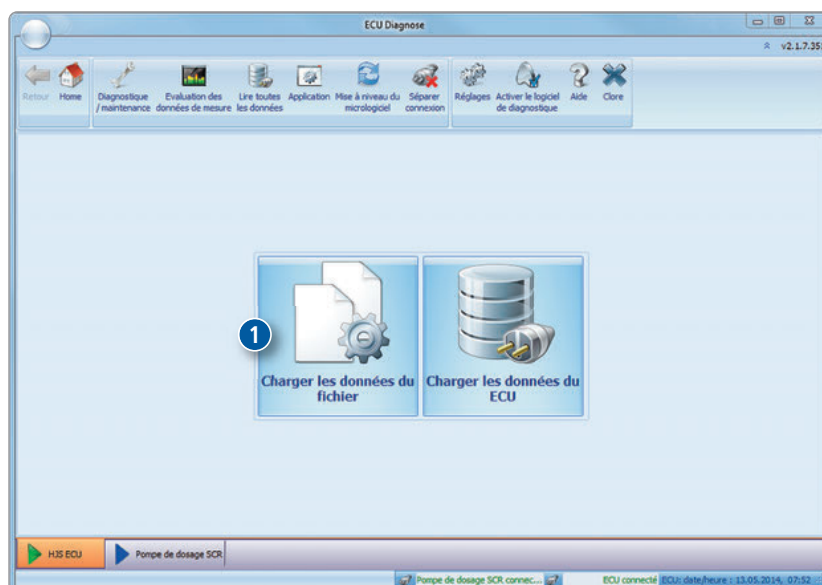 ECU Diagnose
v2.1.7.35
Retour
Home
Diagnostique
/ maintenance
Evaluation des
données de mesure
Lire toutes
les données
Application
Mise à niveau du
micrologiciel
Séparer
connexion
Réglages
Activer le logiciel
de diagnostique
Aide
Clore
1
Charger les données du
fichier
Charger les données du
ECU
HJS ECU
Pompe de dosage SCR
Pompe de dosage SCR connec...
ECU connecté
ECU: date/heure : 13.05.2014, 07:52